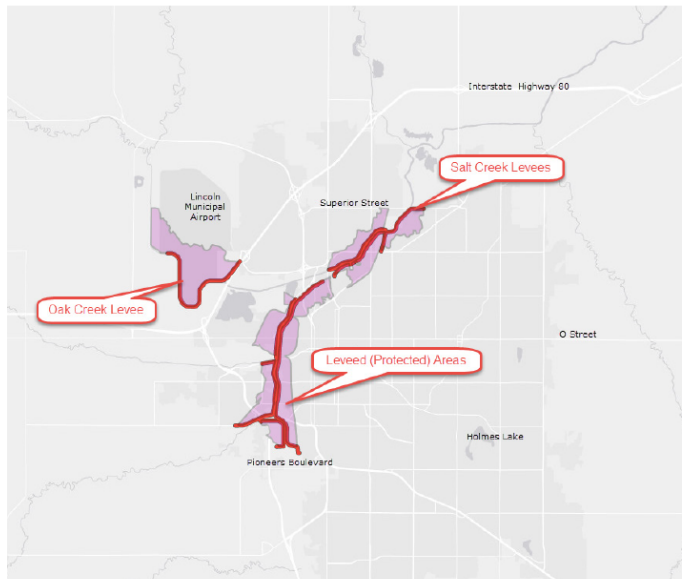 Interstate Highway 80
Salt Creek Levees
Lincoln
Municipal
Airport
Superior Street
Oak Creek Levee
O Street
Leveed (Protected) Areas
Holmes Lake
Pioneers Boulevard